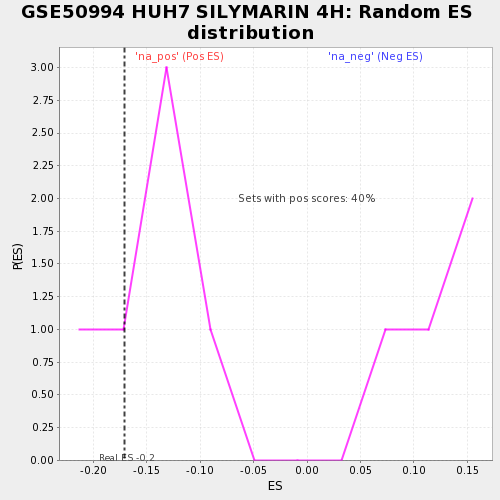 GSE50994 HUH7 SILYMARIN 4H: Random ES
distribution
'na_pos' (Pos ES)
'na_neg' (Neg ES)
3.00
2.75
2.50
2.25
2.00
1.75
1.50
1.25
1.00
0.75
0.50
0.25
0.00
P(ES)
Sets with pos scores: 40%
Real ES -0.2
-0.20
-0.15
-0.10
-0.05
0.00
0.05
0.10
0.15
ES